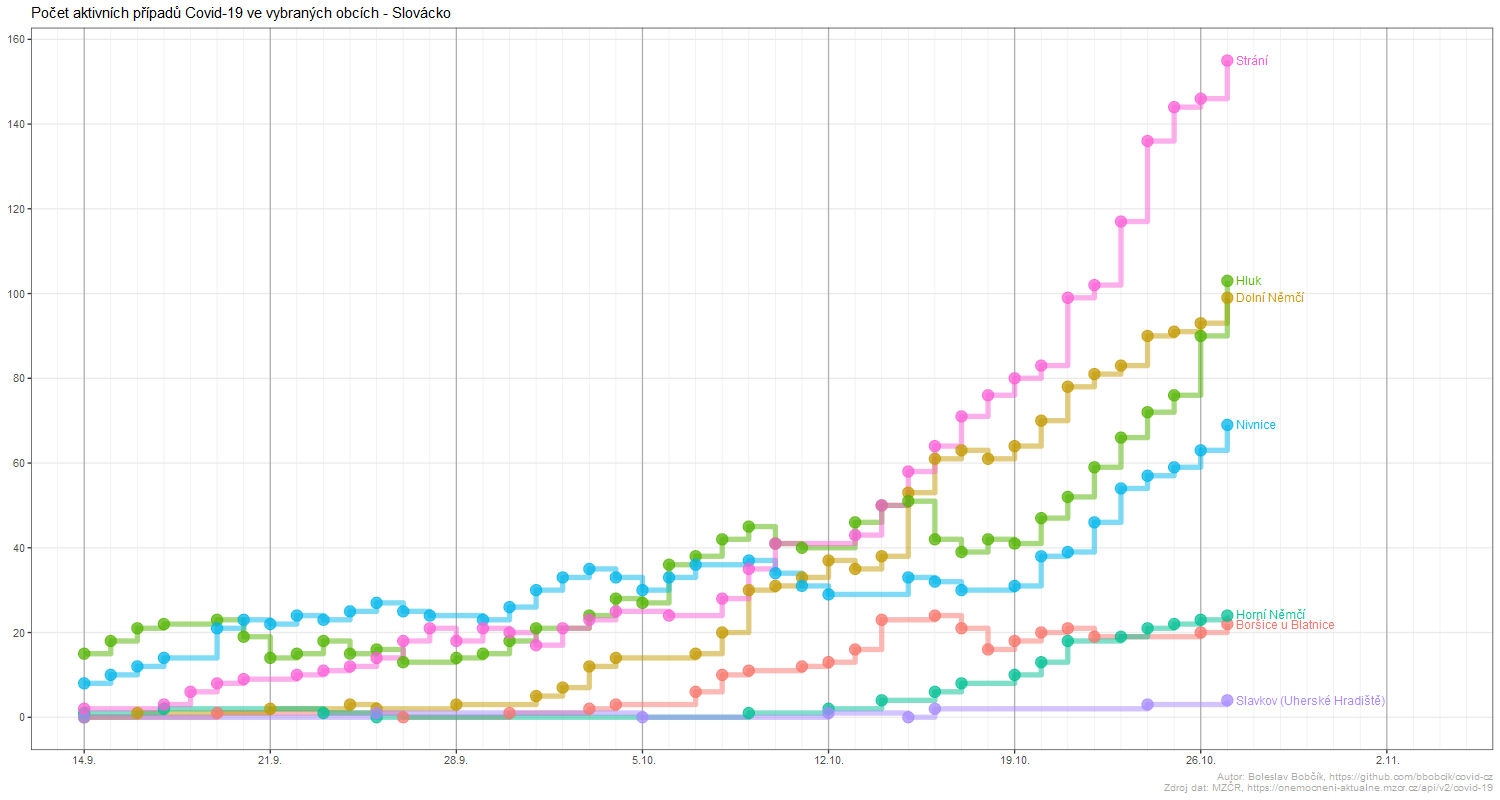 Počet aktivních případů Covid-19 ve vybraných obcích - Slovácko
160
140
120
100
80
60
40
20
0
Strání
Hluk
Dolní Němčí
Nivnice
Horní Němčí
Boršice u Blatnice
Slavkov (Uherské Hradiště)
14.9. 21.9. 28.9. 5.10. 12.10. 19.10. 26.10. 2.11.
Autor: Boleslav Bobčík, https://github.com/bbobcik/covid-cz
Zdroj dat: MZČR, https://onemocneni-aktualne.mzcr.cz/api/v2/covid-19